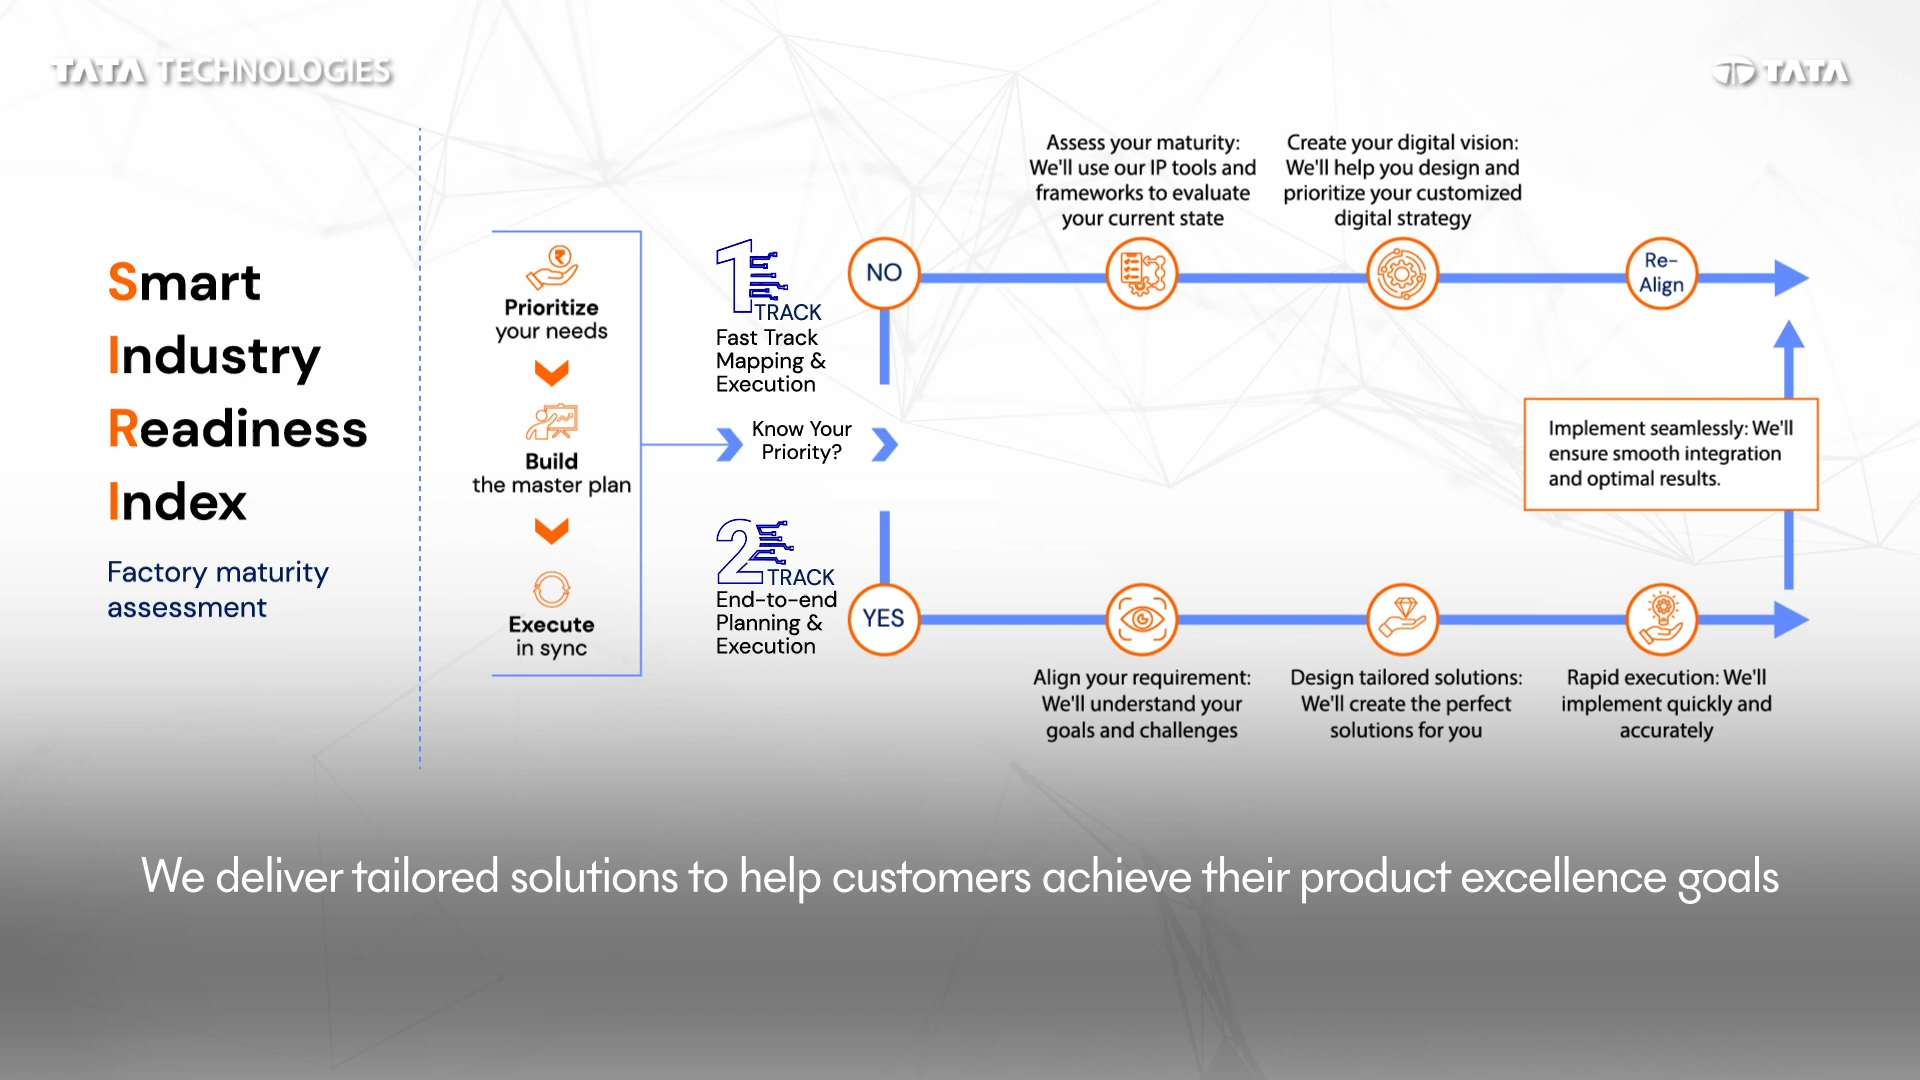 TATA TECHNOLOGIES
TATA
Smart
Industry
Readiness
Index
Factory maturity
assessment
Prioritize
your needs
Build
the master plan
Execute
in sync
1
TRACK
Fast Track
Mapping &
Execution
Know Your
Priority?
2
TRACK
End-to-end
Planning &
Execution
NO
Assess your maturity:
We'll use our IP tools and
frameworks to evaluate
your current state
Create your digital vision:
We'll help you design and
prioritize your customized
digital strategy
Re-
Align
Implement seamlessly: We'll
ensure smooth integration
and optimal results.
YES
Align your requirement:
We'll understand your
goals and challenges
Design tailored solutions:
We'll create the perfect
solutions for you
Rapid execution: We'll
implement quickly and
accurately
We deliver tailored solutions to help customers achieve their product excellence goals